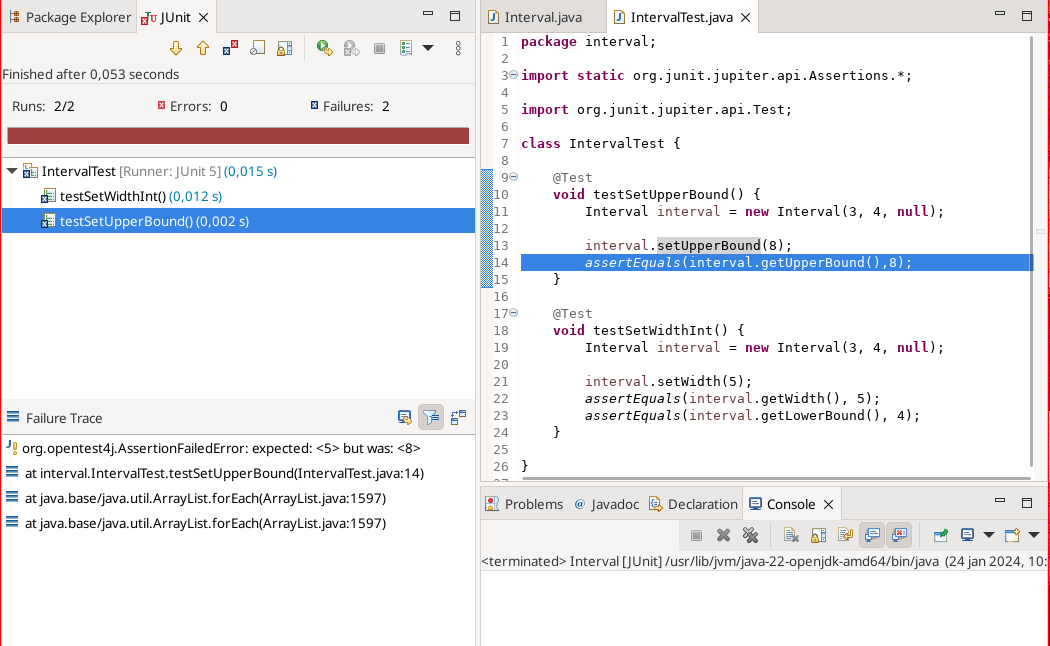 Package Explorer
JUnit
Finished after 0,053 seconds
Runs: 2/2
Errors: 0
Failures: 2
IntervalTest [Runner: JUnit 5] (0,015 s)
testSetWidthInt() (0,012 s)
testSetUpperBound() (0,002 s)
Failure Trace
org.opentest4j.AssertionFailedError: expected: <5> but was: <8>
at interval.IntervalTest.testSetUpperBound(IntervalTest.java:14)
at java.base/java.util.ArrayList.forEach(ArrayList.java:1597)
at java.base/java.util.ArrayList.forEach(ArrayList.java:1597)
Interval.java
IntervalTest.java
1 package interval;
2
3 import static org.junit.jupiter.api.Assertions.*;
4
5 import org.junit.jupiter.api.Test;
6
7 class IntervalTest {
8
9     @Test
10     void testSetUpperBound() {
11         Interval interval = new Interval(3, 4, null);
12
13         interval.setUpperBound(8);
14         assertEquals(interval.getUpperBound(),8);
15     }
16
17     @Test
18     void testSetWidthInt() {
19         Interval interval = new Interval(3, 4, null);
20
21         interval.setWidth(5);
22         assertEquals(interval.getWidth(), 5);
23         assertEquals(interval.getLowerBound(), 4);
24     }
25
26 }
Problems
@ Javadoc
Declaration
Console
<terminated> Interval [JUnit] /usr/lib/jvm/java-22-openjdk-amd64/bin/java (24 jan 2024, 10: